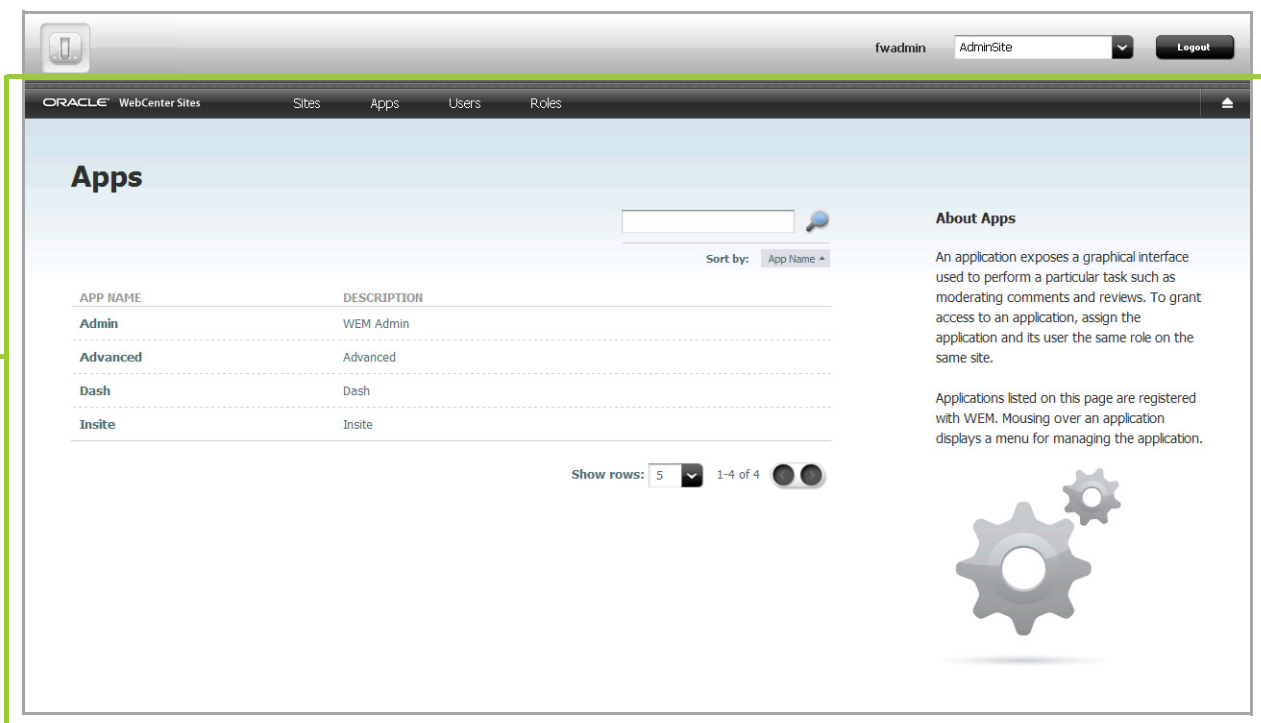 fwadmin AdminSite Logout
ORACLE® WebCenter Sites Sites Apps Users Roles
Apps
Sort by: App Name
APP NAME DESCRIPTION
Admin WEM Admin
Advanced Advanced
Dash Dash
Insite Insite
Show rows: 5 1-4 of 4
About Apps
An application exposes a graphical interface
used to perform a particular task such as
moderating comments and reviews. To grant
access to an application, assign the
application and its user the same role on the
same site.
Applications listed on this page are registered
with WEM. Mousing over an application
displays a menu for managing the application.